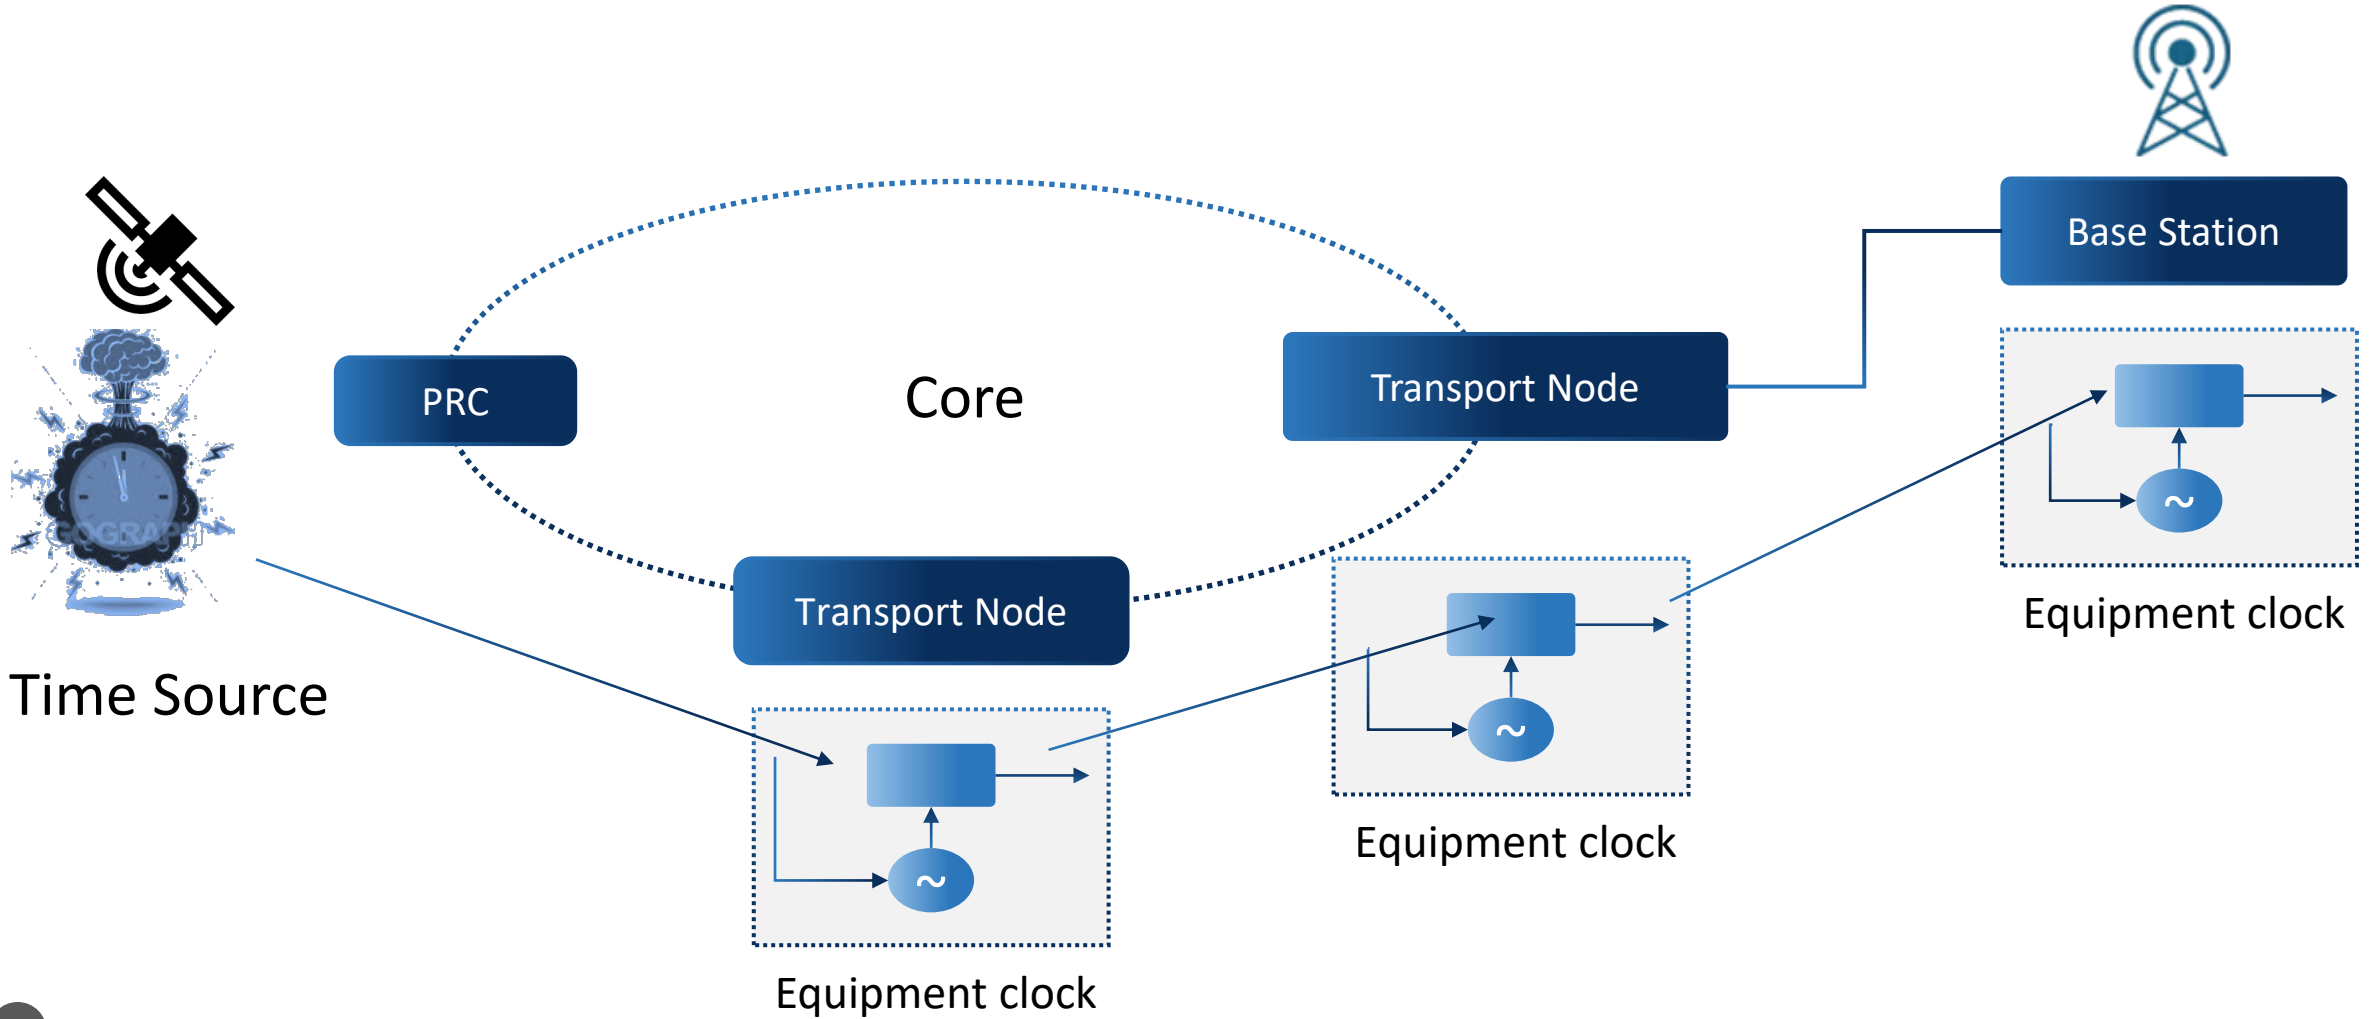 Base Station
PRC
Core
Transport Node
Transport Node
Time Source
Equipment clock
Equipment clock
Equipment clock
~
~
~